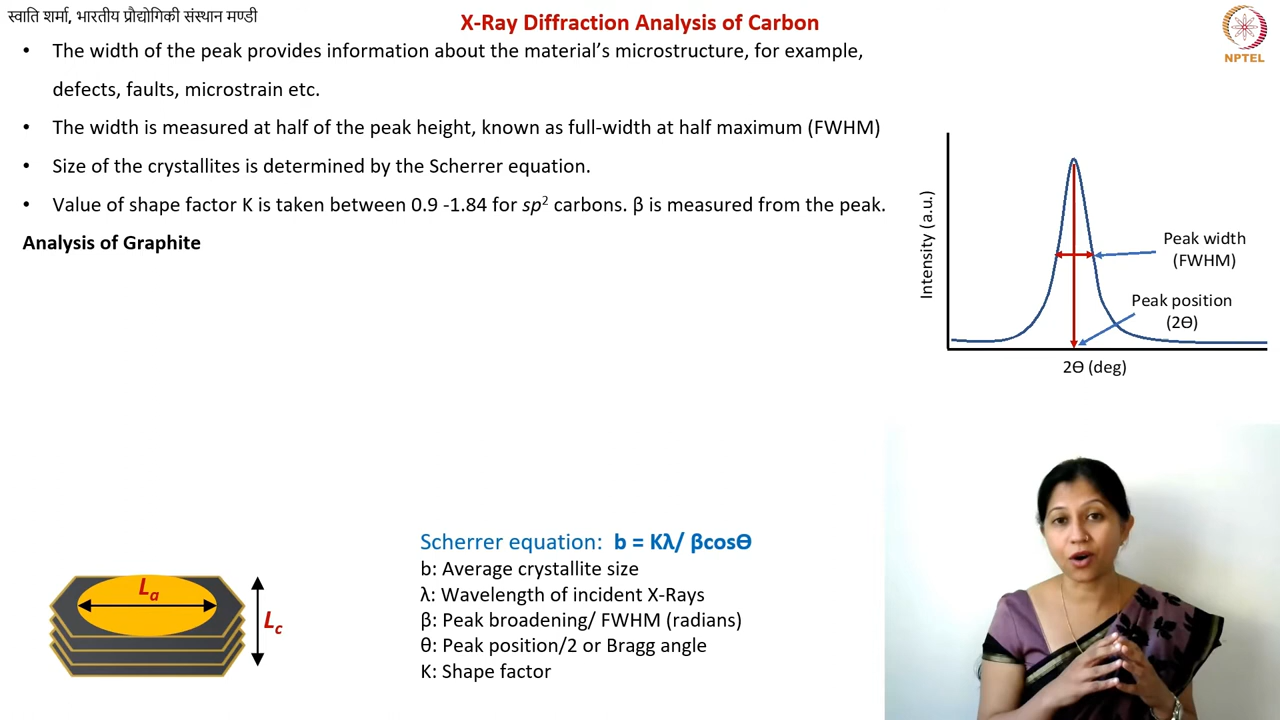 स्वाति शर्मा, भारतीय प्रौद्योगिकी संस्थान मण्डी
X-Ray Diffraction Analysis of Carbon
NPTEL
• The width of the peak provides information about the material's microstructure, for example,
defects, faults, microstrain etc.
• The width is measured at half of the peak height, known as full-width at half maximum (FWHM)
• Size of the crystallites is determined by the Scherrer equation.
• Value of shape factor K is taken between 0.9 -1.84 for sp² carbons. β is measured from the peak.
Analysis of Graphite
Intensity (a.u.)
Peak width
(FWHM)
Peak position
(2ϴ)
2ϴ (deg)
La
Lc
Scherrer equation: b = Kλ/ βcosϴ
b: Average crystallite size
λ: Wavelength of incident X-Rays
β: Peak broadening/ FWHM (radians)
θ: Peak position/2 or Bragg angle
K: Shape factor